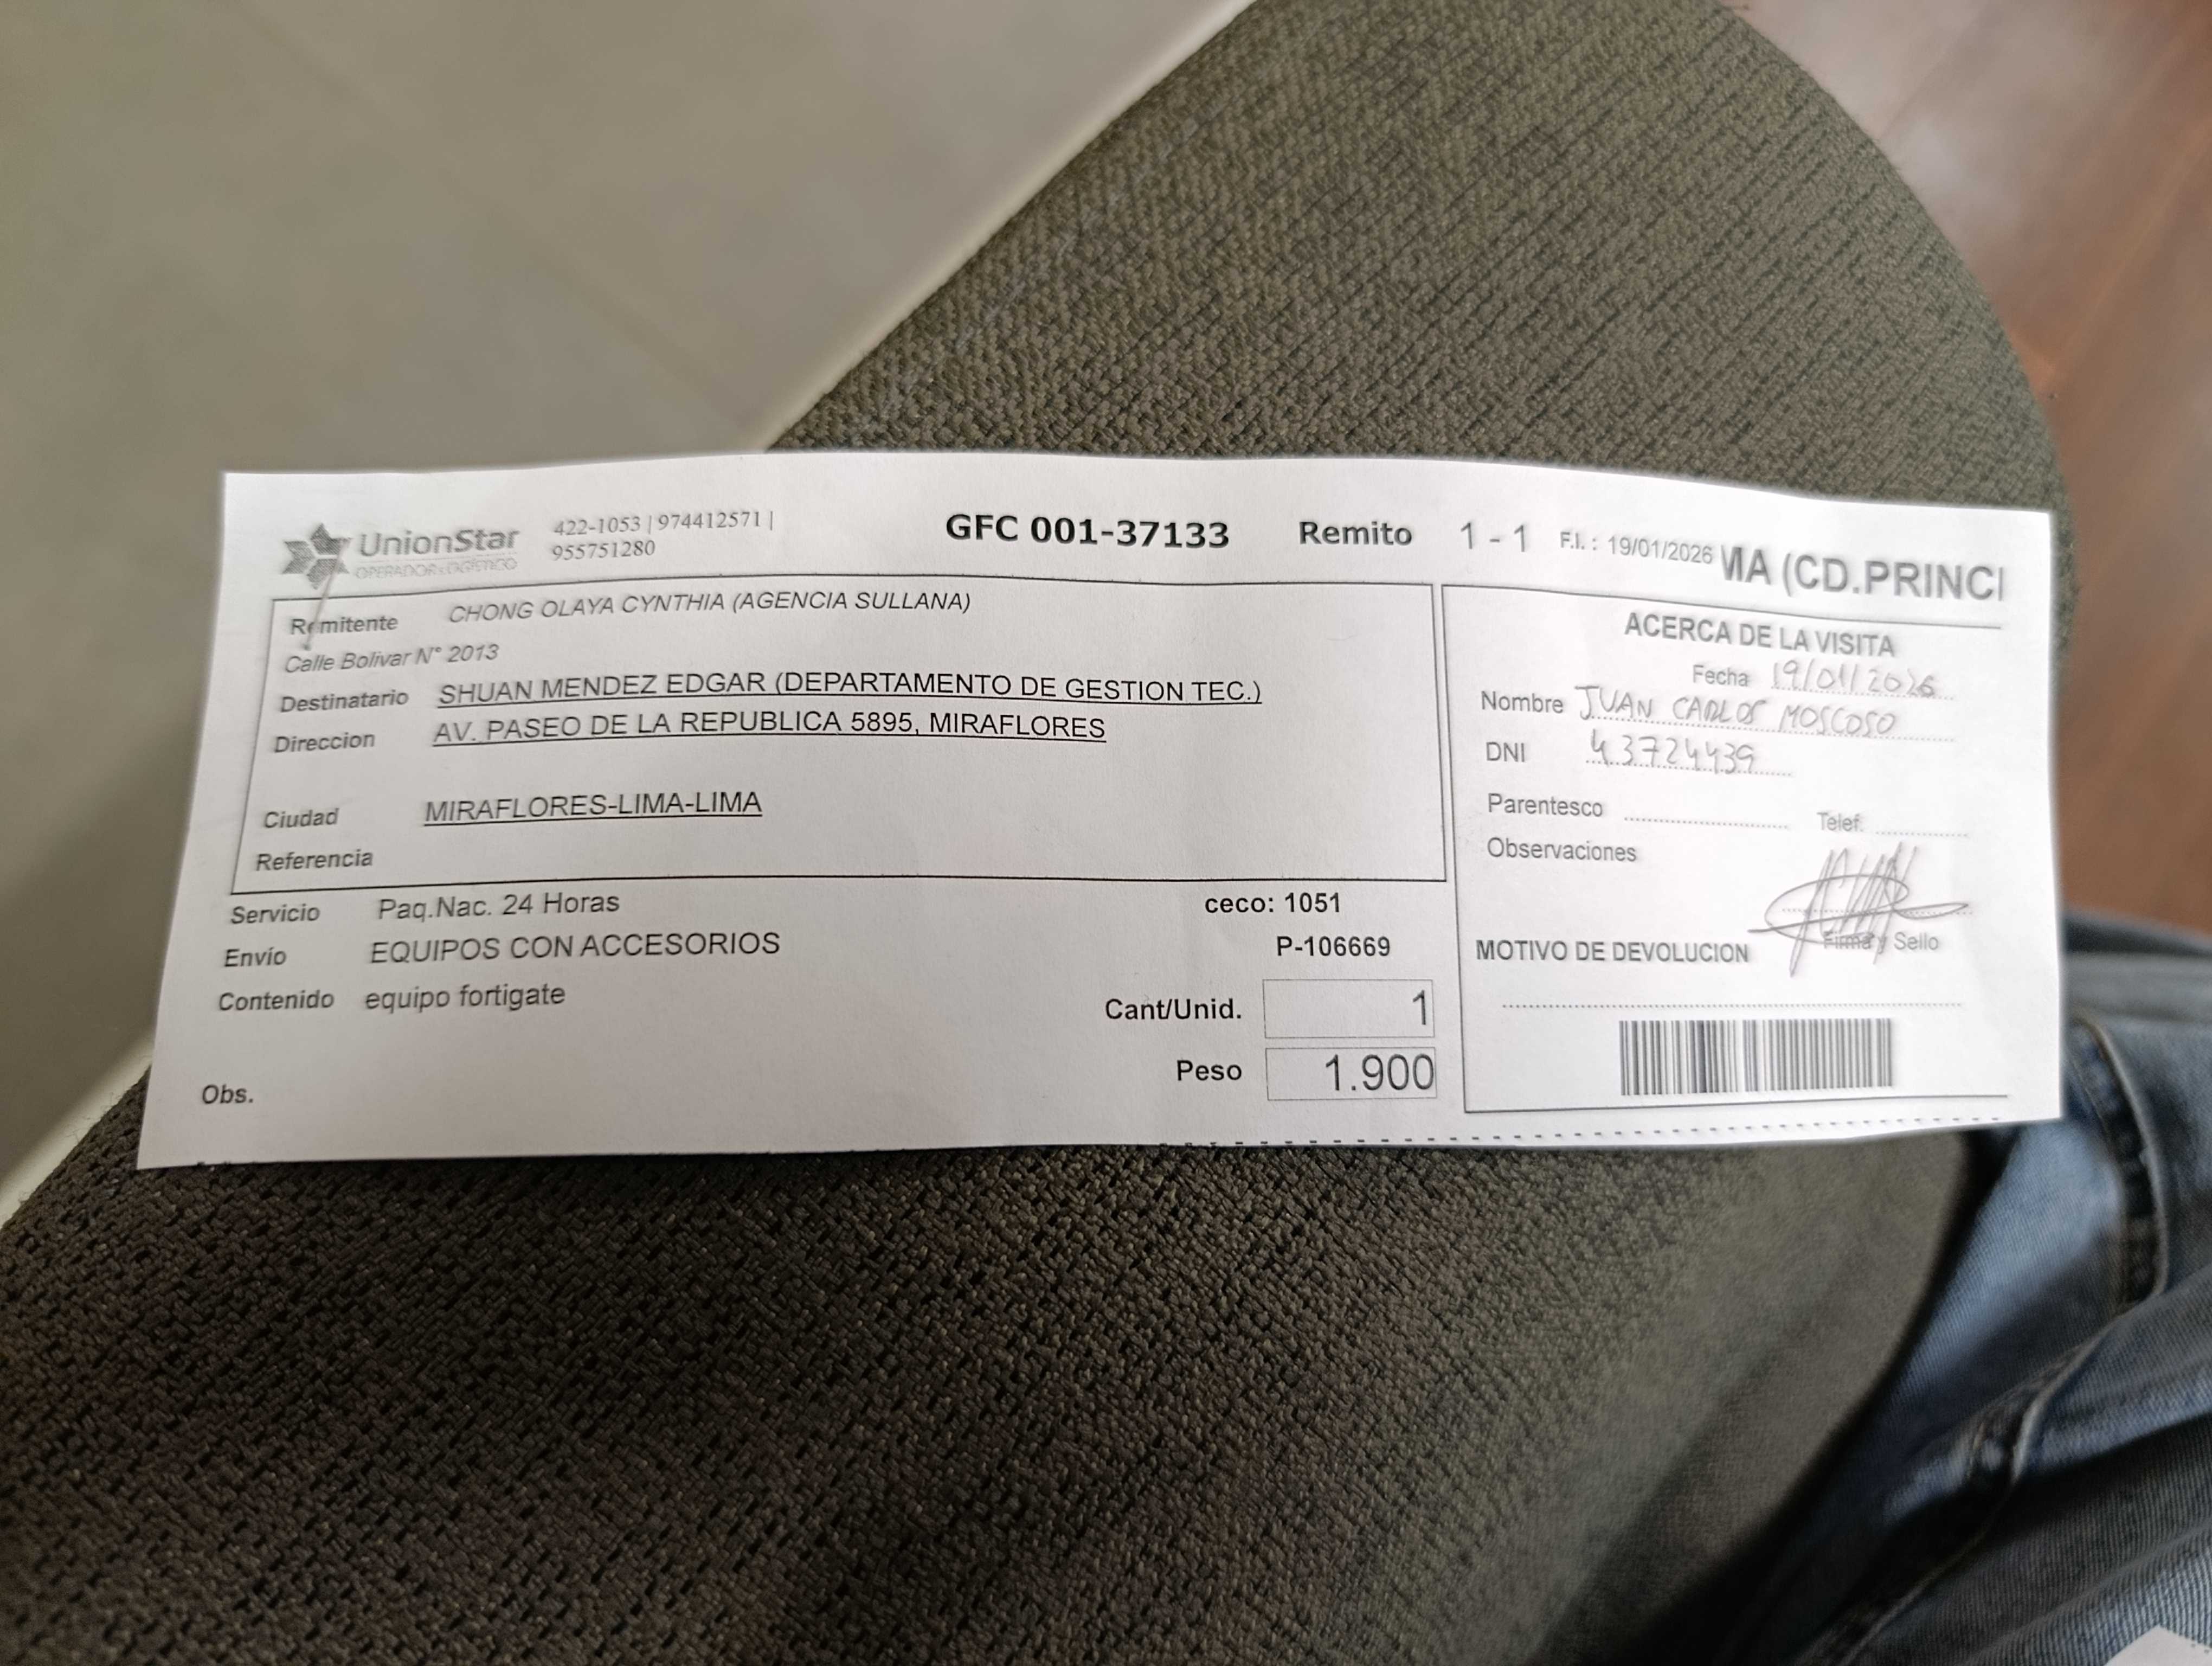 UnionStar
OPERADOR LOGÍSTICO
422-1053 | 974412571 |
955751280
GFC 001-37133 Remito 1 - 1 F.I. : 19/01/2026 MA (CD.PRINCI
Remitente CHONG OLAYA CYNTHIA (AGENCIA SULLANA)
Calle Bolivar N° 2013
Destinatario SHUAN MENDEZ EDGAR (DEPARTAMENTO DE GESTION TEC.)
Direccion AV. PASEO DE LA REPUBLICA 5895, MIRAFLORES
Ciudad MIRAFLORES-LIMA-LIMA
Referencia
Servicio Paq.Nac. 24 Horas ceco: 1051
Envío EQUIPOS CON ACCESORIOS P-106669
Contenido equipo fortigate
Cant/Unid. 1
Peso 1.900
Obs.
ACERCA DE LA VISITA
Fecha 19/01/2026
Nombre JUAN CARLOS MOSCOSO
DNI 43724439
Parentesco Telef.
Observaciones
Firma y Sello
MOTIVO DE DEVOLUCION